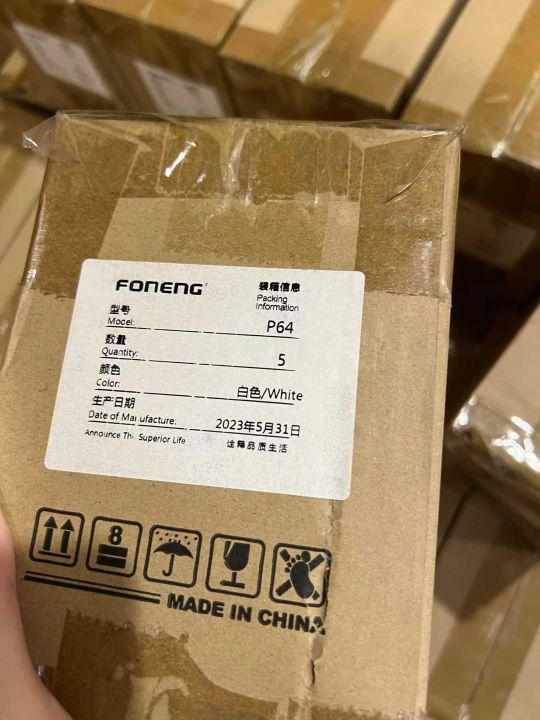 FONENG
装箱信息
Packing
Information
型号
Model:
P64
数量
Quantity:
5
颜色
Color:
白色/White
生产日期
Date of Manufacture:
2023年5月31日
Announce The Superior Life
诠释品质生活
8
MADE IN CHINA